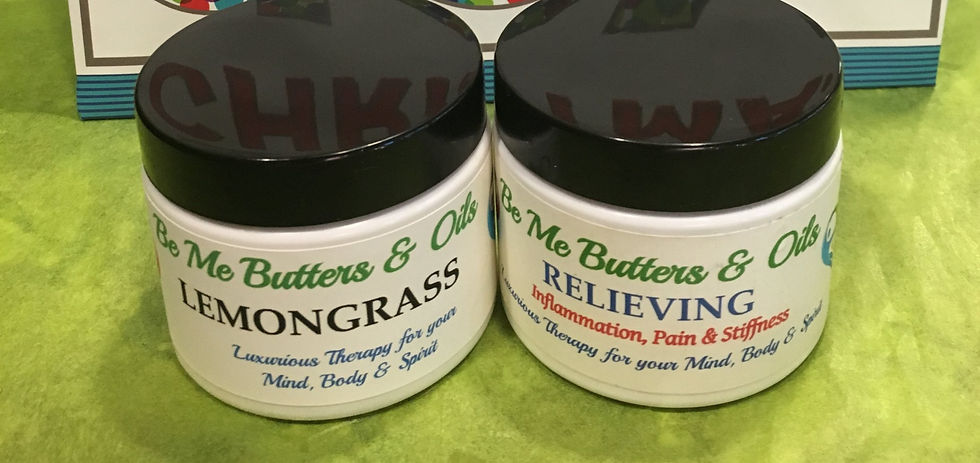 Be Me Butters & Oils
LEMONGRASS
Luxurious Therapy for your
Mind, Body & Spirit
Be Me Butters & Oils
RELIEVING
Inflammation, Pain & Stiffness
Luxurious Therapy for your Mind, Body & Spirit